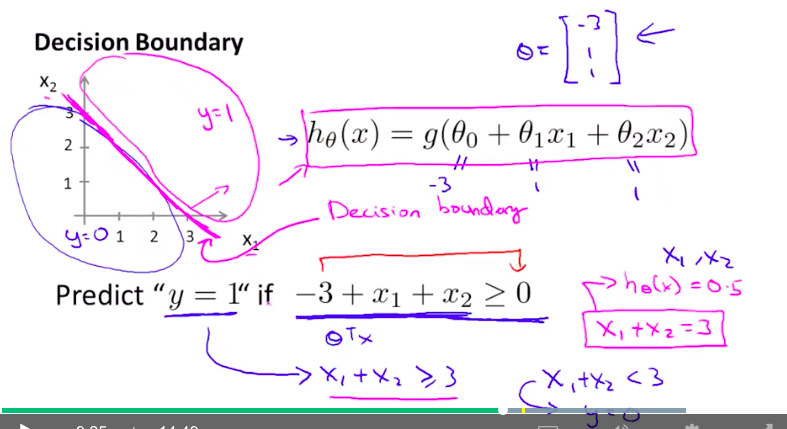 Decision Boundary
θ = [-3 1 1]
x₂
3
2
1
y=1
y=0 1 2 3 x₁
h_θ(x) = g(θ₀ + θ₁x₁ + θ₂x₂)
-3 1 1
Decision boundary
Predict “y = 1“ if -3 + x₁ + x₂ ≥ 0
θᵀx
x₁ + x₂ ≥ 3
x₁, x₂
h_θ(x) = 0.5
x₁ + x₂ = 3
x₁ + x₂ < 3
y = 0